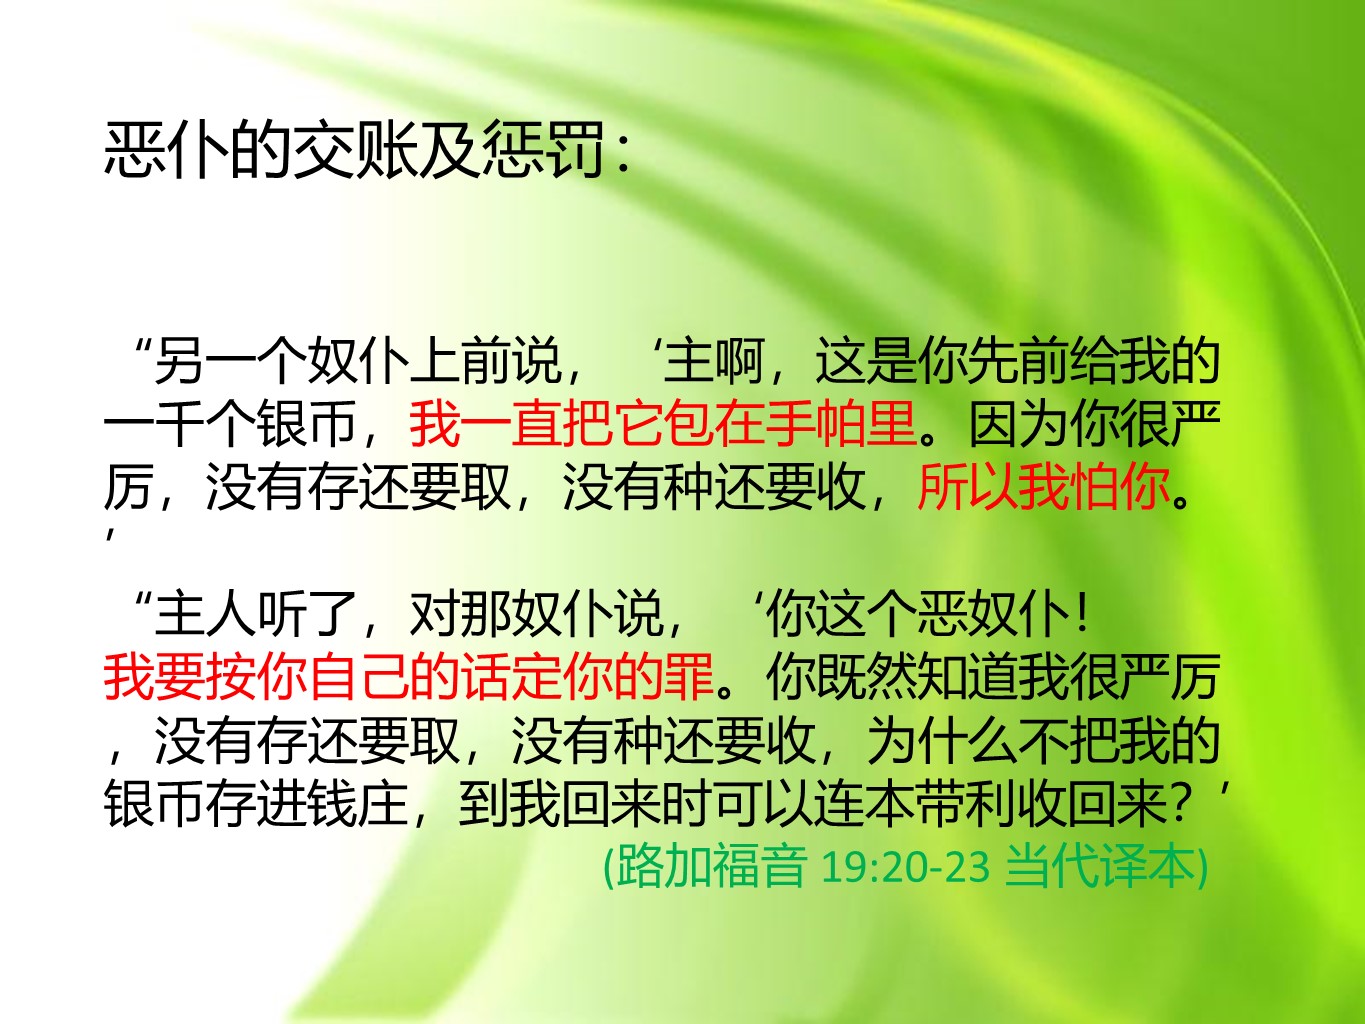 恶仆的交账及惩罚：
“另一个奴仆上前说，‘主啊，这是你先前给我的
一千个银币，我一直把它包在手帕里。因为你很严
厉，没有存还要取，没有种还要收，所以我怕你。
’
“主人听了，对那奴仆说，‘你这个恶奴仆！
我要按你自己的话定你的罪。你既然知道我很严厉
，没有存还要取，没有种还要收，为什么不把我的
银币存进钱庄，到我回来时可以连本带利收回来？’
(路加福音 19:20-23 当代译本)